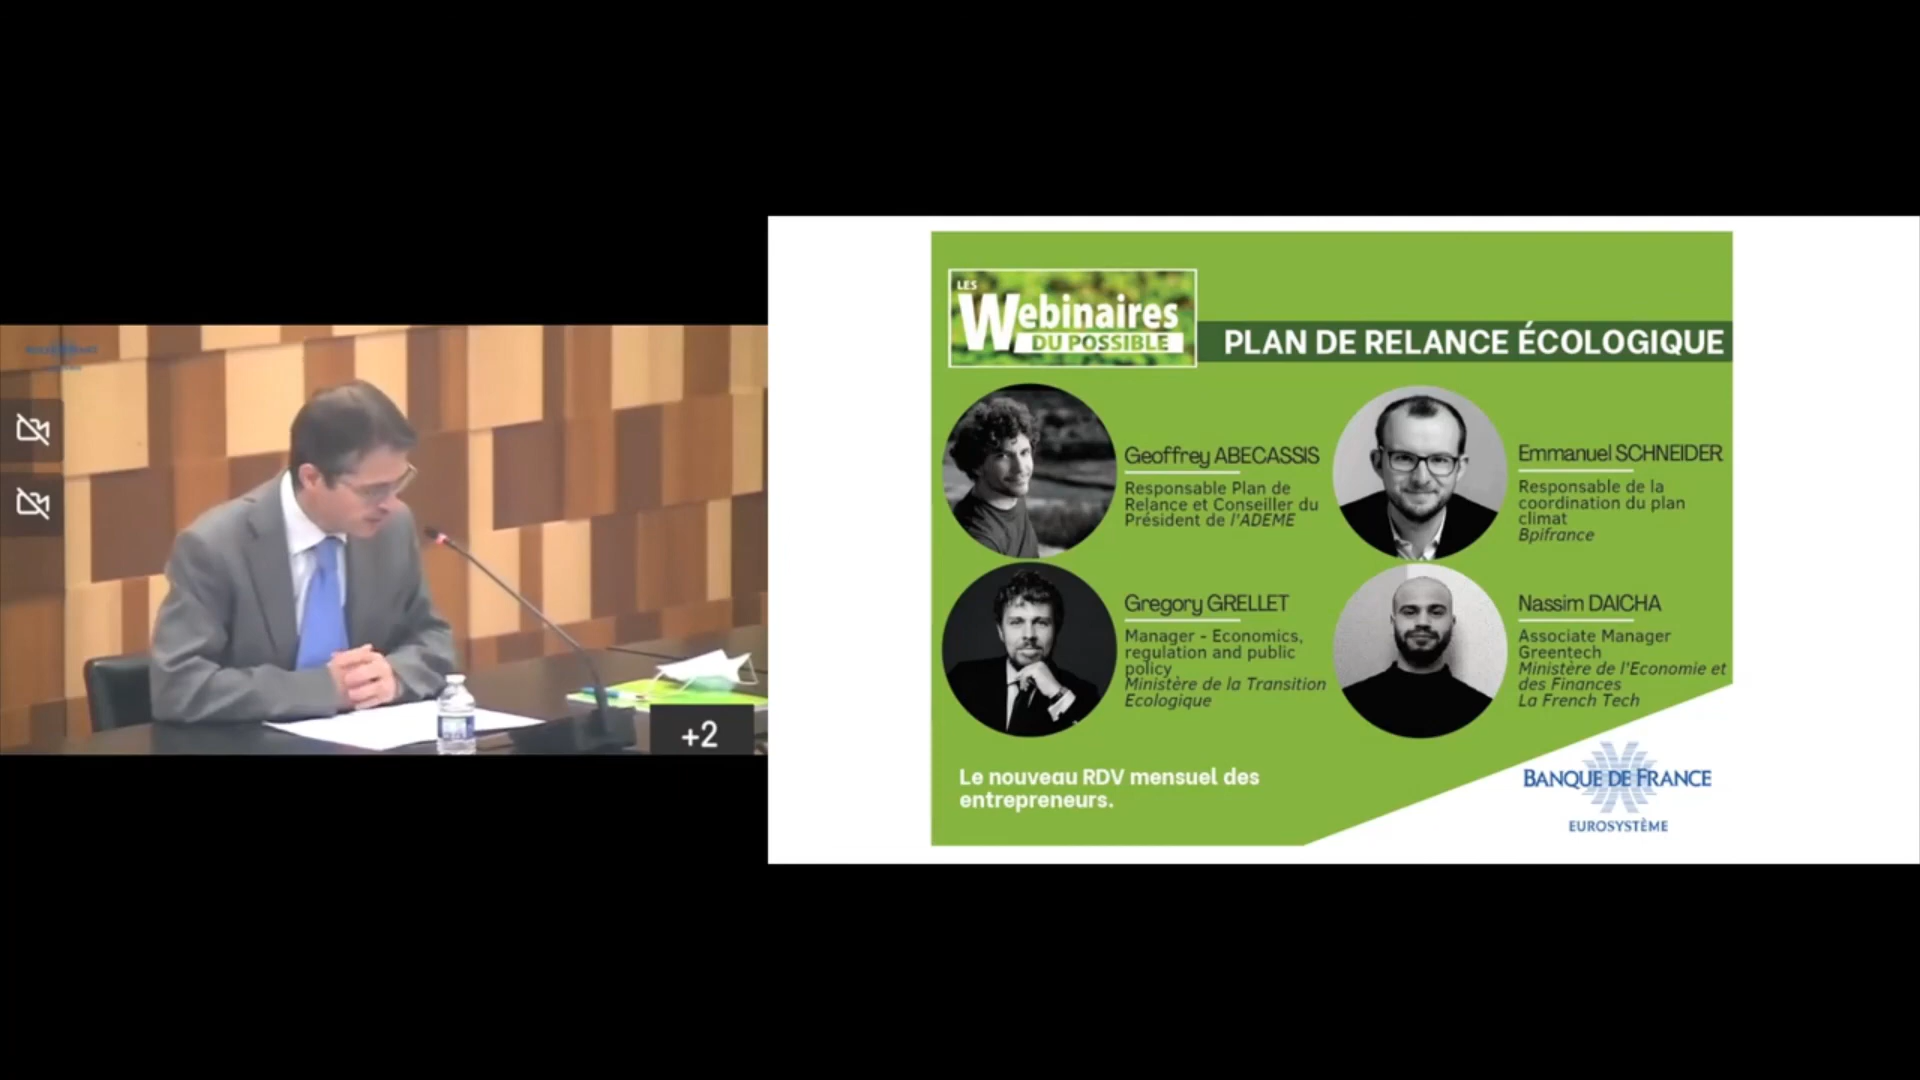 +2
LES
Webinaires
DU POSSIBLE
PLAN DE RELANCE ÉCOLOGIQUE
Geoffrey ABECASSIS
Responsable Plan de
Relance et Conseiller du
Président de l'ADEME
Emmanuel SCHNEIDER
Responsable de la
coordination du plan
climat
Bpifrance
Gregory GRELLET
Manager - Economics,
regulation and public
policy
Ministère de la Transition
Ecologique
Nassim DAICHA
Associate Manager
Greentech
Ministère de l'Economie et
des Finances
La French Tech
Le nouveau RDV mensuel des
entrepreneurs.
BANQUE DE FRANCE
EUROSYSTÈME